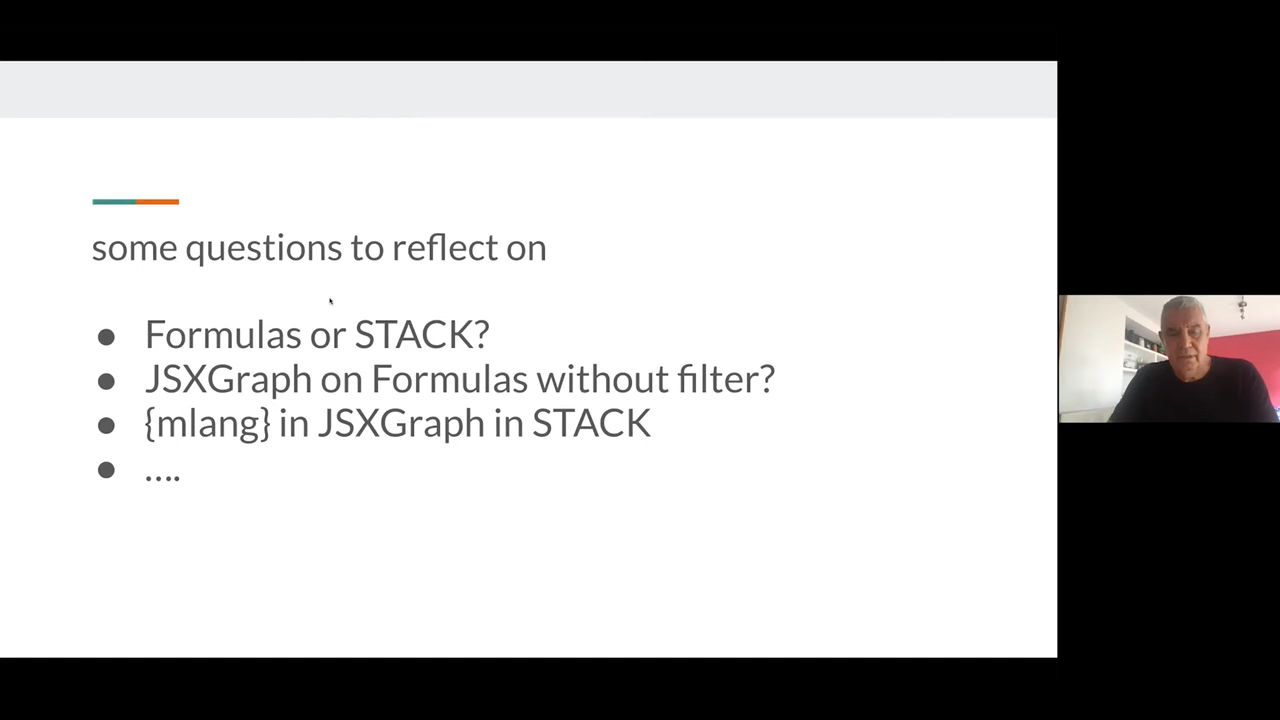 some questions to reflect on
● Formulas or STACK?
● JSXGraph on Formulas without filter?
● {mlang} in JSXGraph in STACK
● ....